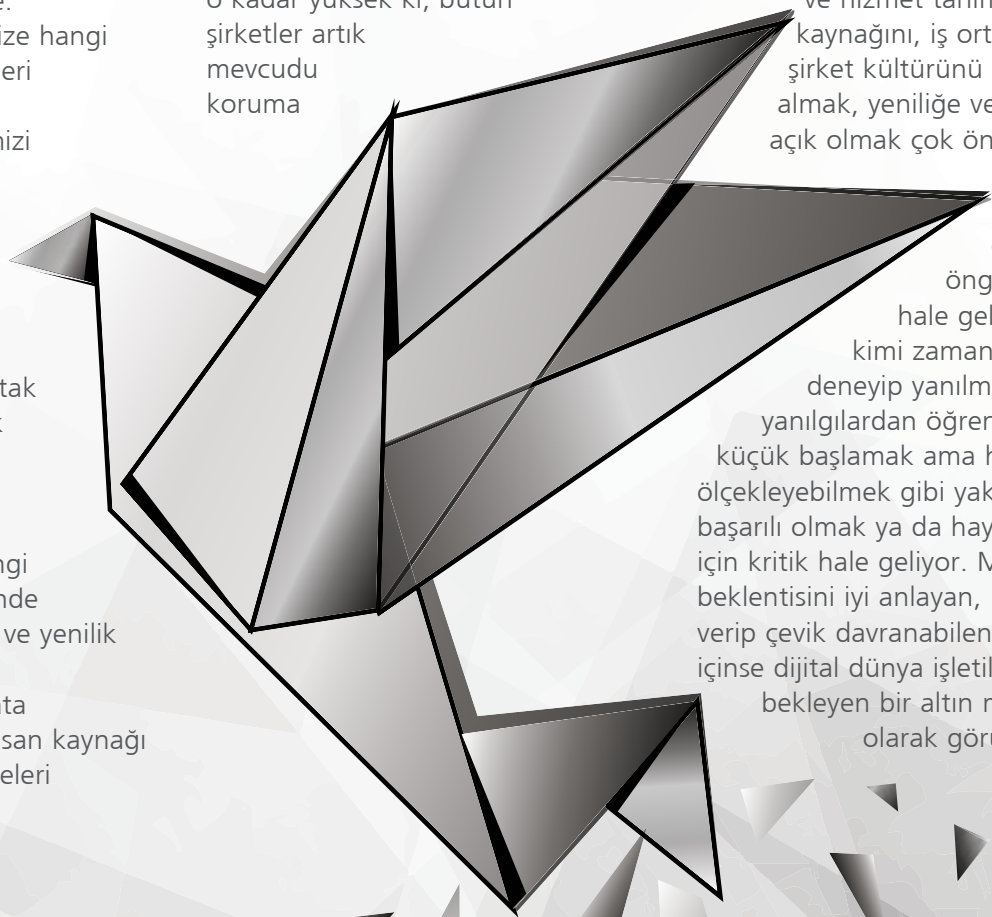 ize hangi
eri
izi
tak
k
ngi
nde
ve yenilik
ta
san kaynağı
eleri
o kadar yüksek ki, bütün
şirketler artık
mevcudu
koruma
ve hizmet tanım
kaynağını, iş ort
şirket kültürünü
almak, yeniliğe ve
açık olmak çok ön
öng
hale gel
kimi zaman
deneyip yanılm
yanılgılardan öğren
küçük başlamak ama h
ölçekleyebilmek gibi yak
başarılı olmak ya da hay
için kritik hale geliyor. M
beklentisini iyi anlayan,
verip çevik davranabilen
içinse dijital dünya işletil
bekleyen bir altın
olarak görü